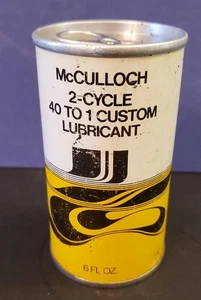 McCULLOCH
2-CYCLE
40 TO 1 CUSTOM
LUBRICANT
6 FL. OZ.